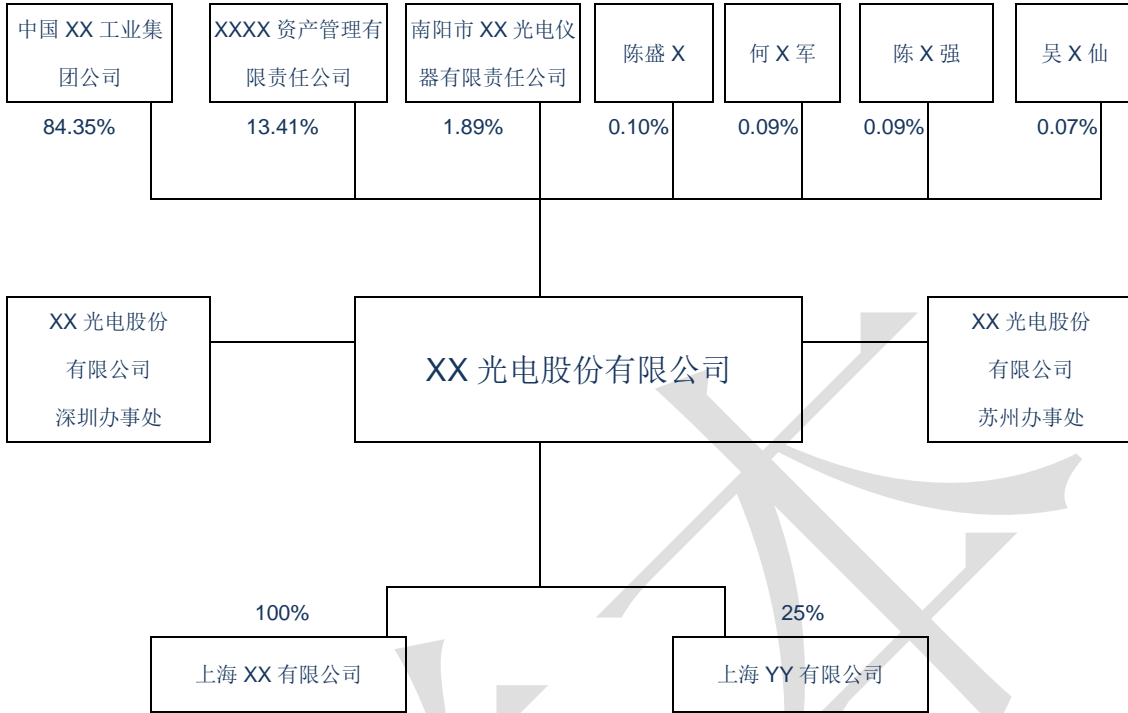 中国 XX 工业集
团公司
XXXX 资产管理有
限责任公司
南阳市 XX 光电仪
器有限责任公司
陈盛 X
何 X 军
陈 X 强
吴 X 仙
84.35%
13.41%
1.89%
0.10%
0.09%
0.09%
0.07%
XX 光电股份
有限公司
深圳办事处
XX 光电股份有限公司
XX 光电股份
有限公司
苏州办事处
100%
25%
上海 XX 有限公司
上海 YY 有限公司